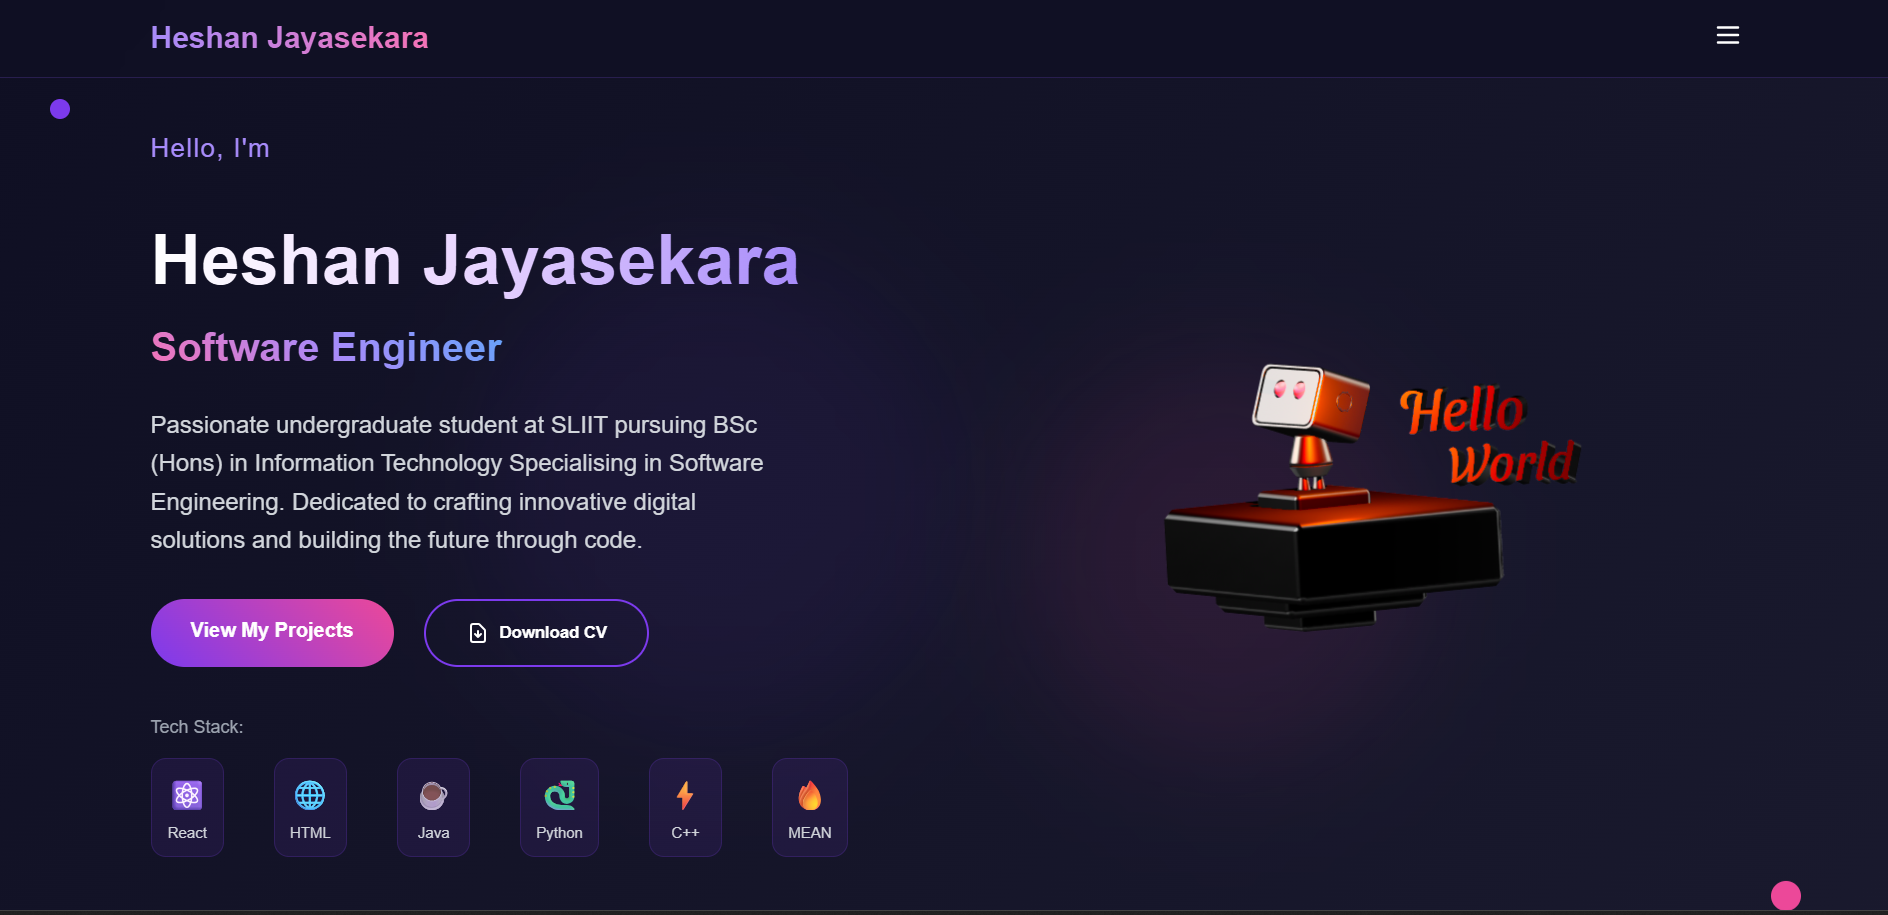 Heshan Jayasekara
Hello, I'm
Heshan Jayasekara
Software Engineer
Passionate undergraduate student at SLIIT pursuing BSc
(Hons) in Information Technology Specialising in Software
Engineering. Dedicated to crafting innovative digital
solutions and building the future through code.
View My Projects
Download CV
Hello
World
Tech Stack:
React
HTML
Java
Python
C++
MEAN